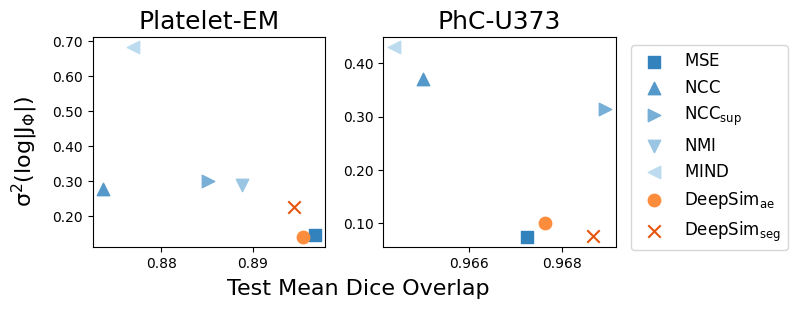 Platelet-EM
PhC-U373
0.70
0.60
0.50
0.40
0.30
0.20
0.40
0.30
0.20
0.10
0.88
0.89
0.966
0.968
σ²(log|J_Φ|)
Test Mean Dice Overlap
MSE
NCC
NCC_sup
NMI
MIND
DeepSim_ae
DeepSim_seg